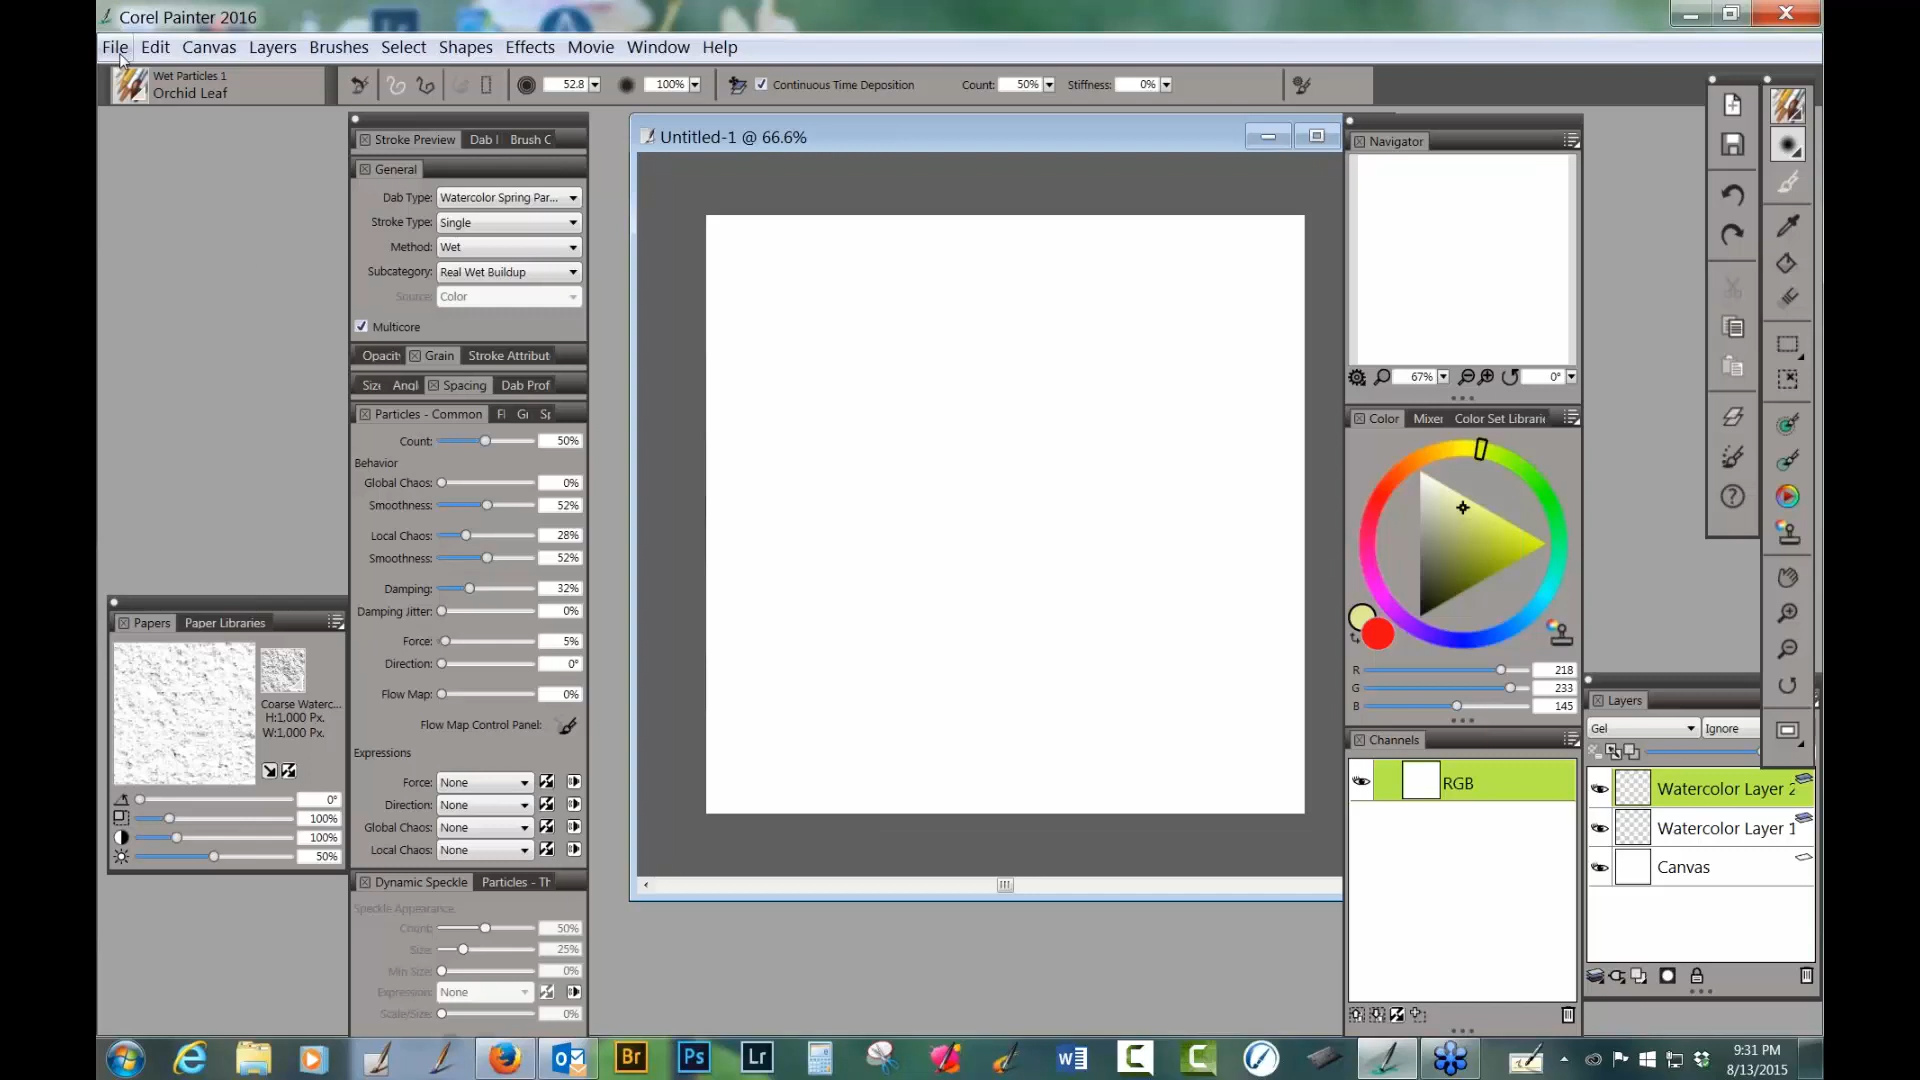 Corel Painter 2016
File Edit Canvas Layers Brushes Select Shapes Effects Movie Window Help
Wet Particles 1
Orchid Leaf
52.8 100% Continuous Time Deposition Count: 50% Stiffness: 0%
Stroke Preview Dab Brush C
General
Dab Type: Watercolor Spring Par...
Stroke Type: Single
Method: Wet
Subcategory: Real Wet Buildup
Source: Color
Multicore
Opacit Grain Stroke Attribut
Size Angl Spacing Dab Prof
Particles - Common Fl Gr Sp
Count: 50%
Behavior
Global Chaos: 0%
Smoothness: 52%
Local Chaos: 28%
Smoothness: 52%
Damping: 32%
Damping Jitter: 0%
Force: 5%
Direction: 0°
Flow Map: 0%
Flow Map Control Panel:
Expressions
Force: None
Direction: None
Global Chaos: None
Local Chaos: None
Dynamic Speckle Particles - Th
Speckle Appearance
Count: 50%
Size: 25%
Min Size: 0%
Expression: None
Scale/Size: 0%
Papers Paper Libraries
Coarse Waterc...
H:1,000 Px.
W:1,000 Px.
0°
100%
100%
50%
Untitled-1 @ 66.6%
Navigator
67% 0°
Color Mixer Color Set Librari
R 218
G 233
B 145
Channels
RGB
Layers
Gel Ignore
Watercolor Layer 2
Watercolor Layer 1
Canvas
Br Ps Lr W C C
9:31 PM
8/13/2015